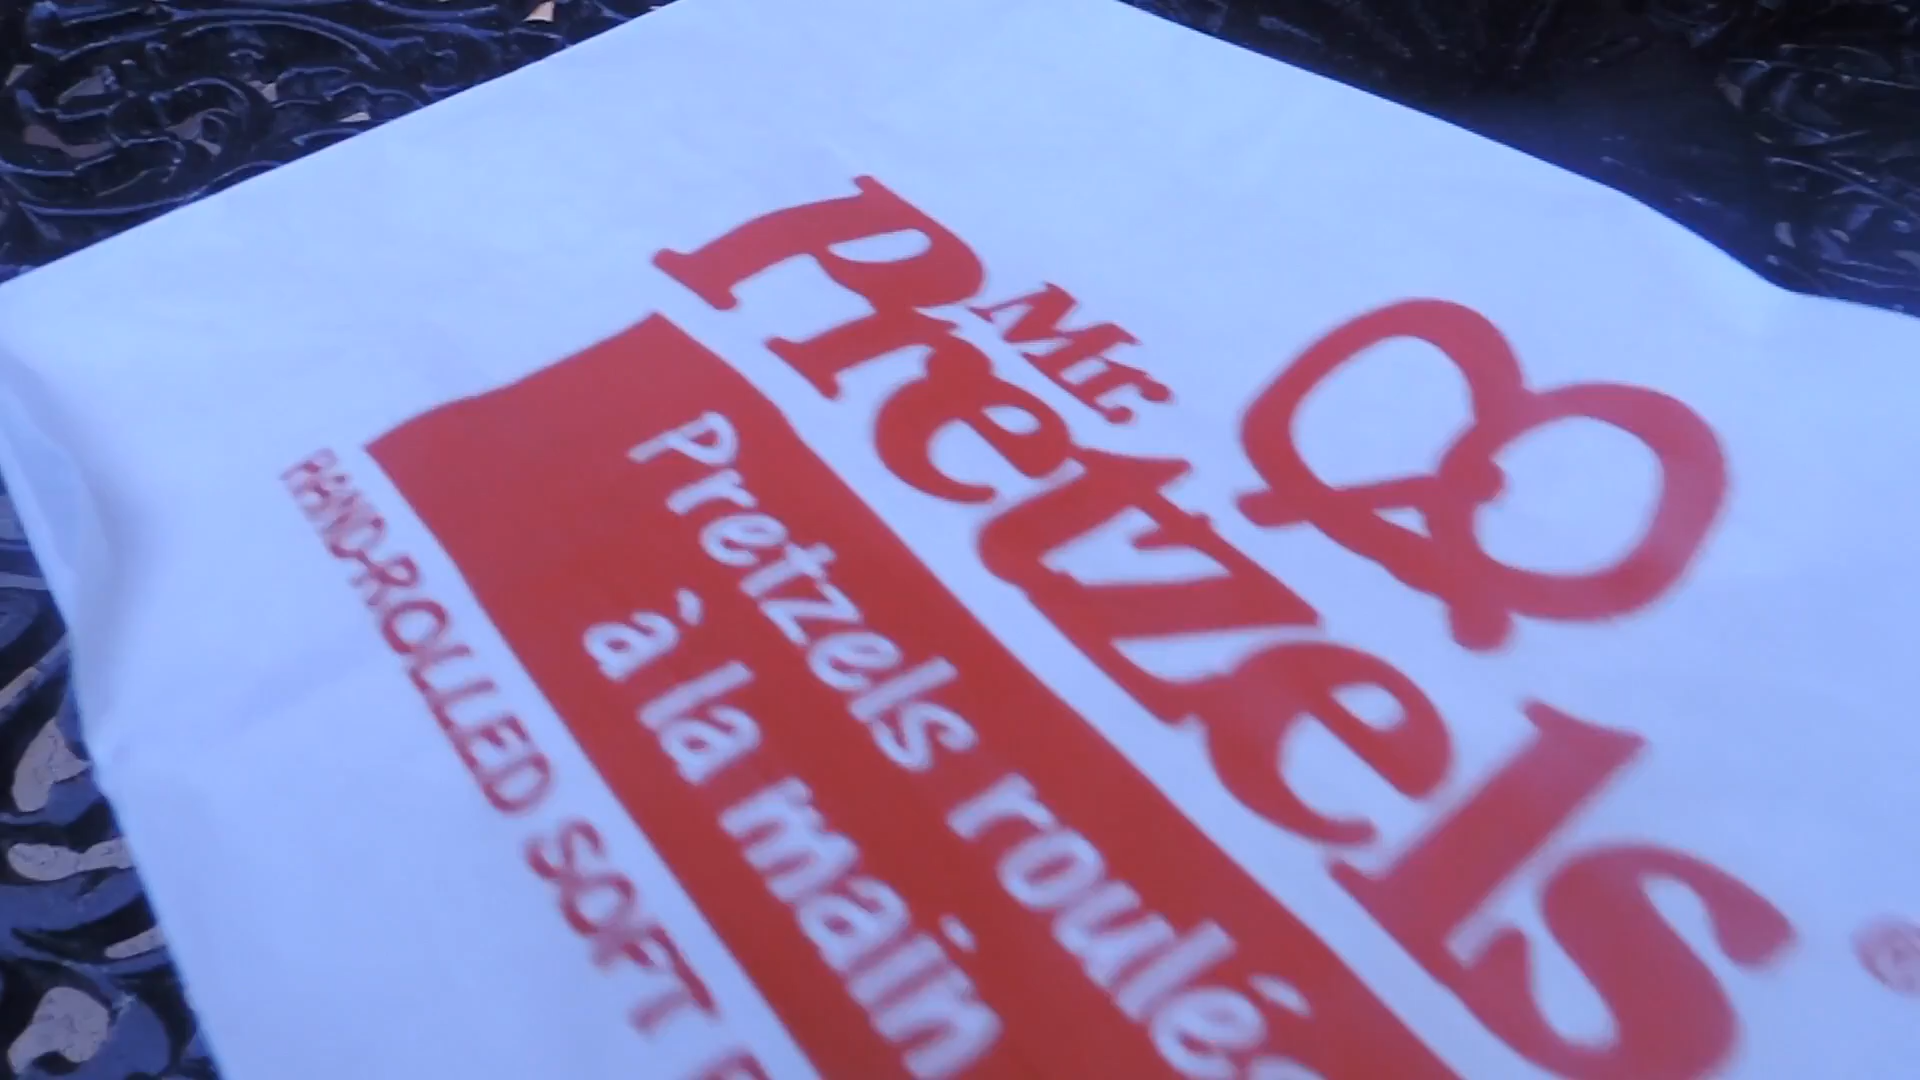 Mr.
Pretzels
®
Pretzels roulés
à la main
HAND-ROLLED SOFT